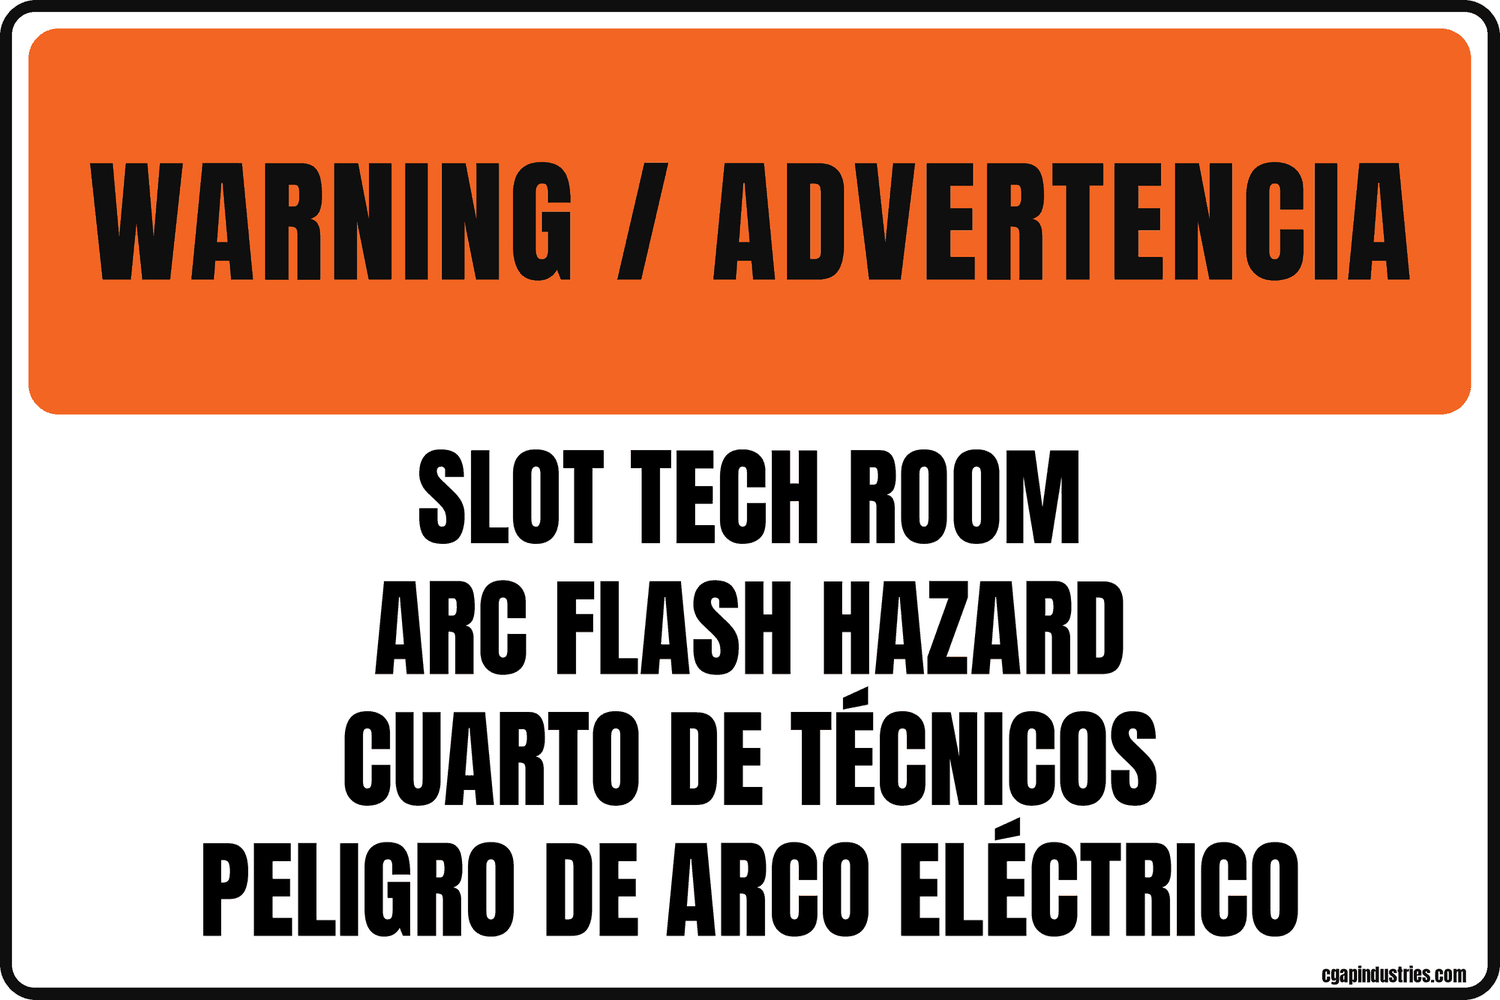 WARNING / ADVERTENCIA
SLOT TECH ROOM
ARC FLASH HAZARD
CUARTO DE TÉCNICOS
PELIGRO DE ARCO ELÉCTRICO
cgapindustries.com